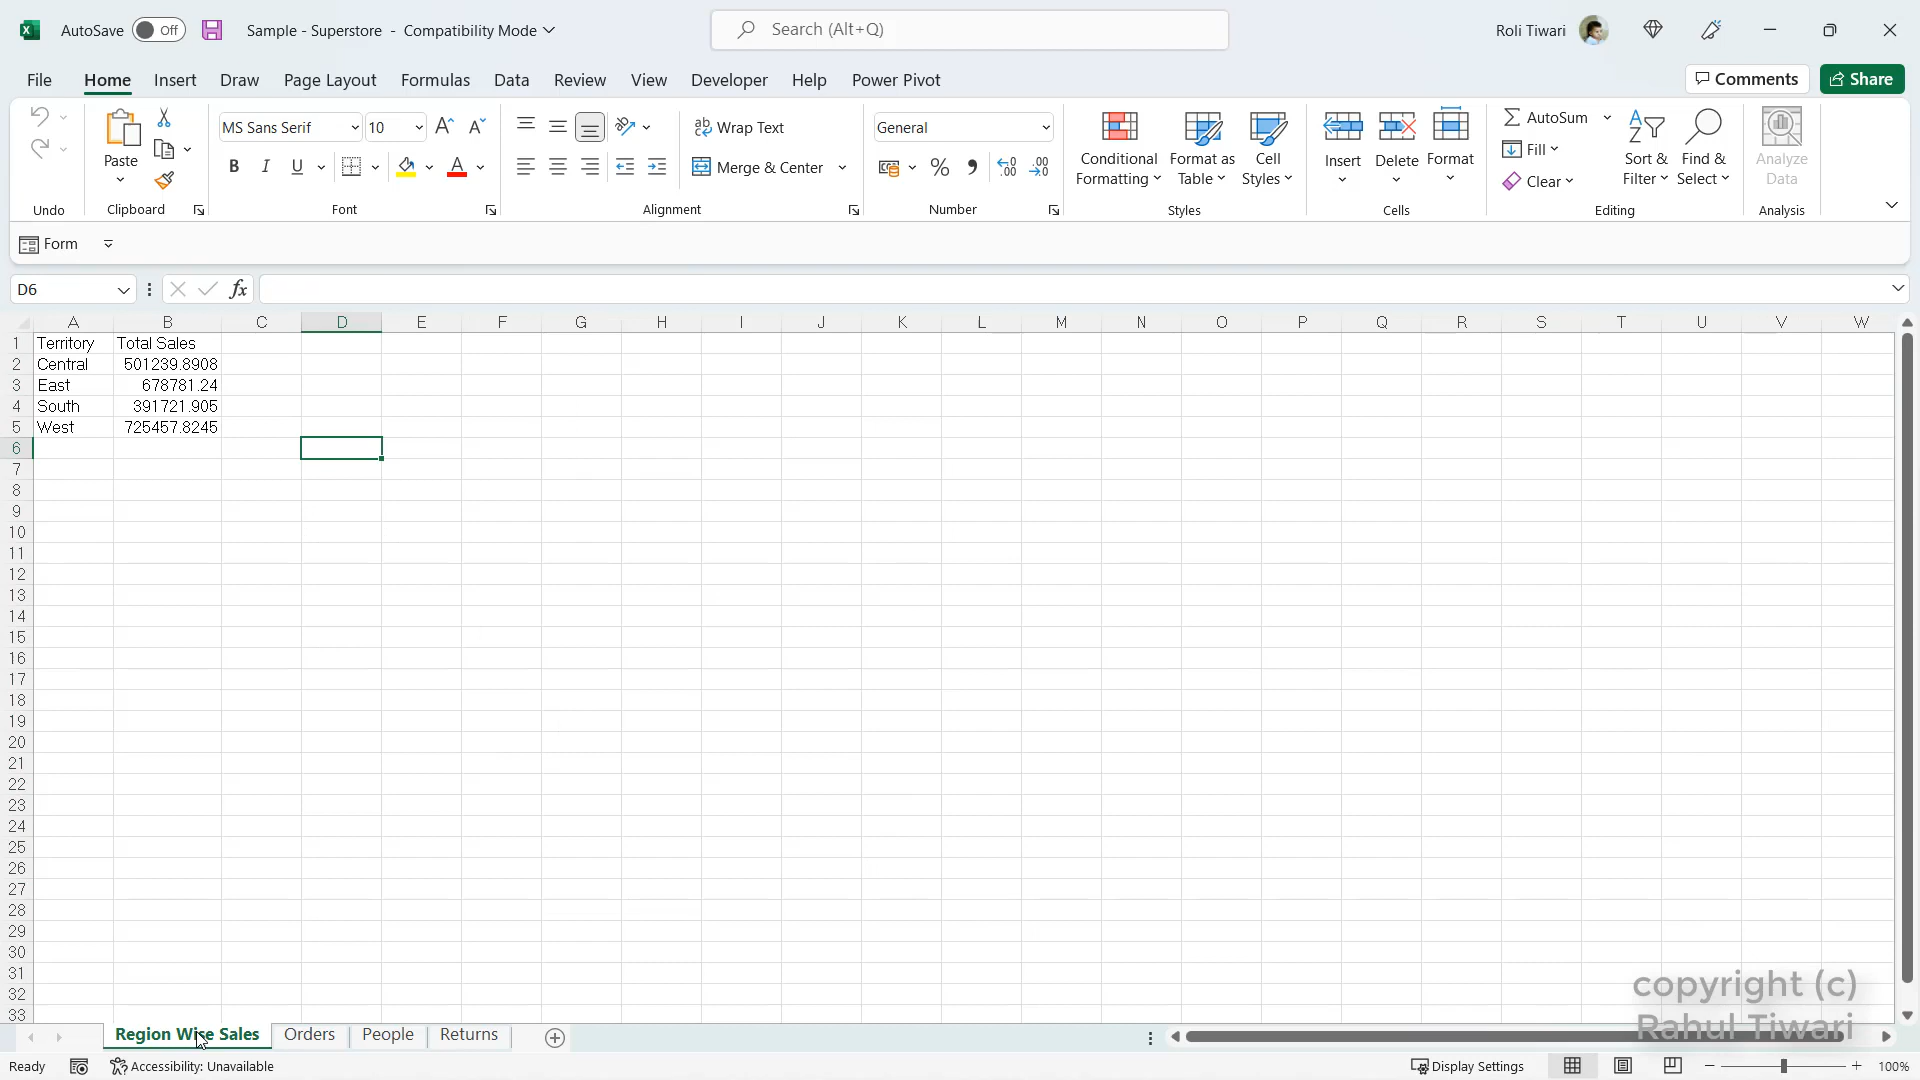 AutoSave Off Sample - Superstore - Compatibility Mode Search (Alt+Q) Roli Tiwari
File Home Insert Draw Page Layout Formulas Data Review View Developer Help Power Pivot Comments Share
MS Sans Serif 10 Wrap Text General AutoSum
Paste Conditional Formatting Format as Table Cell Styles Insert Delete Format Fill Sort & Filter Find & Select Analyze Data
B I U Merge & Center % Clear
Undo Clipboard Font Alignment Number Styles Cells Editing Analysis
Form
D6 fx
A B C D E F G H I J K L M N O P Q R S T U V W
1 Territory Total Sales
2 Central 501239.8908
3 East 678781.24
4 South 391721.905
5 West 725457.8245
6
7
8
9
10
11
12
13
14
15
16
17
18
19
20
21
22
23
24
25
26
27
28
29
30
31
32
33
copyright (c)
Rahul Tiwari
Region Wise Sales Orders People Returns
Ready Accessibility: Unavailable Display Settings 100%